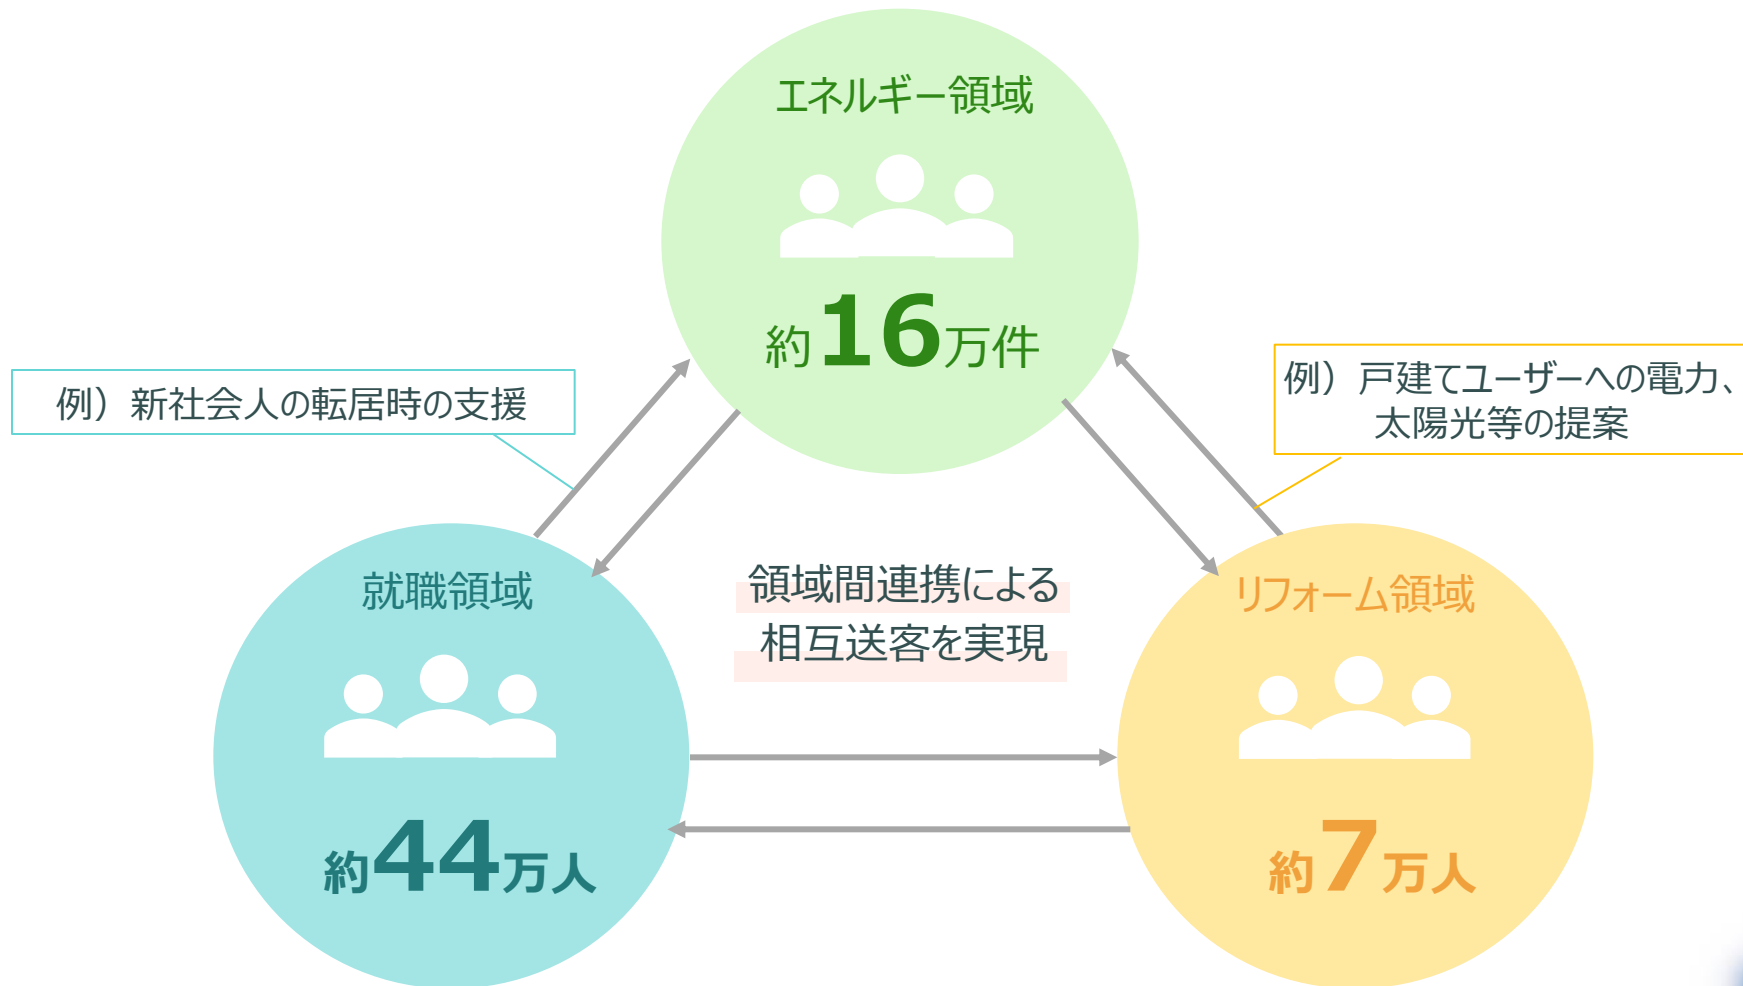 エネルギー領域
約16万件
例）新社会人の転居時の支援
例）戸建てユーザーへの電力、
太陽光等の提案
領域間連携による
相互送客を実現
就職領域
約44万人
リフォーム領域
約7万人